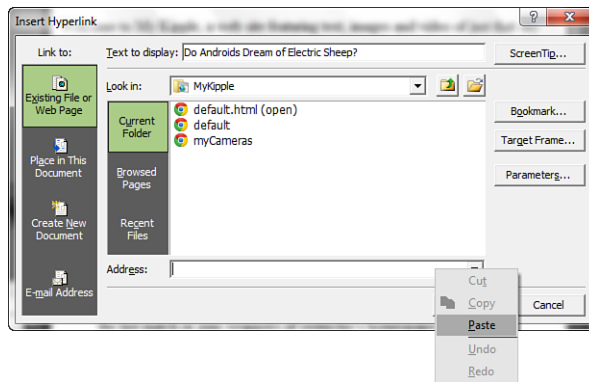 Insert Hyperlink
Link to:
Text to display: Do Androids Dream of Electric Sheep?
ScreenTip...
Existing File or
Web Page
Look in: MyKipple
Current
Folder
default.html (open)
default
myCameras
Bookmark...
Target Frame...
Place in This
Document
Browsed
Pages
Parameters...
Create New
Document
Recent
Files
Address:
E-mail Address
Cancel
Cut
Copy
Paste
Undo
Redo